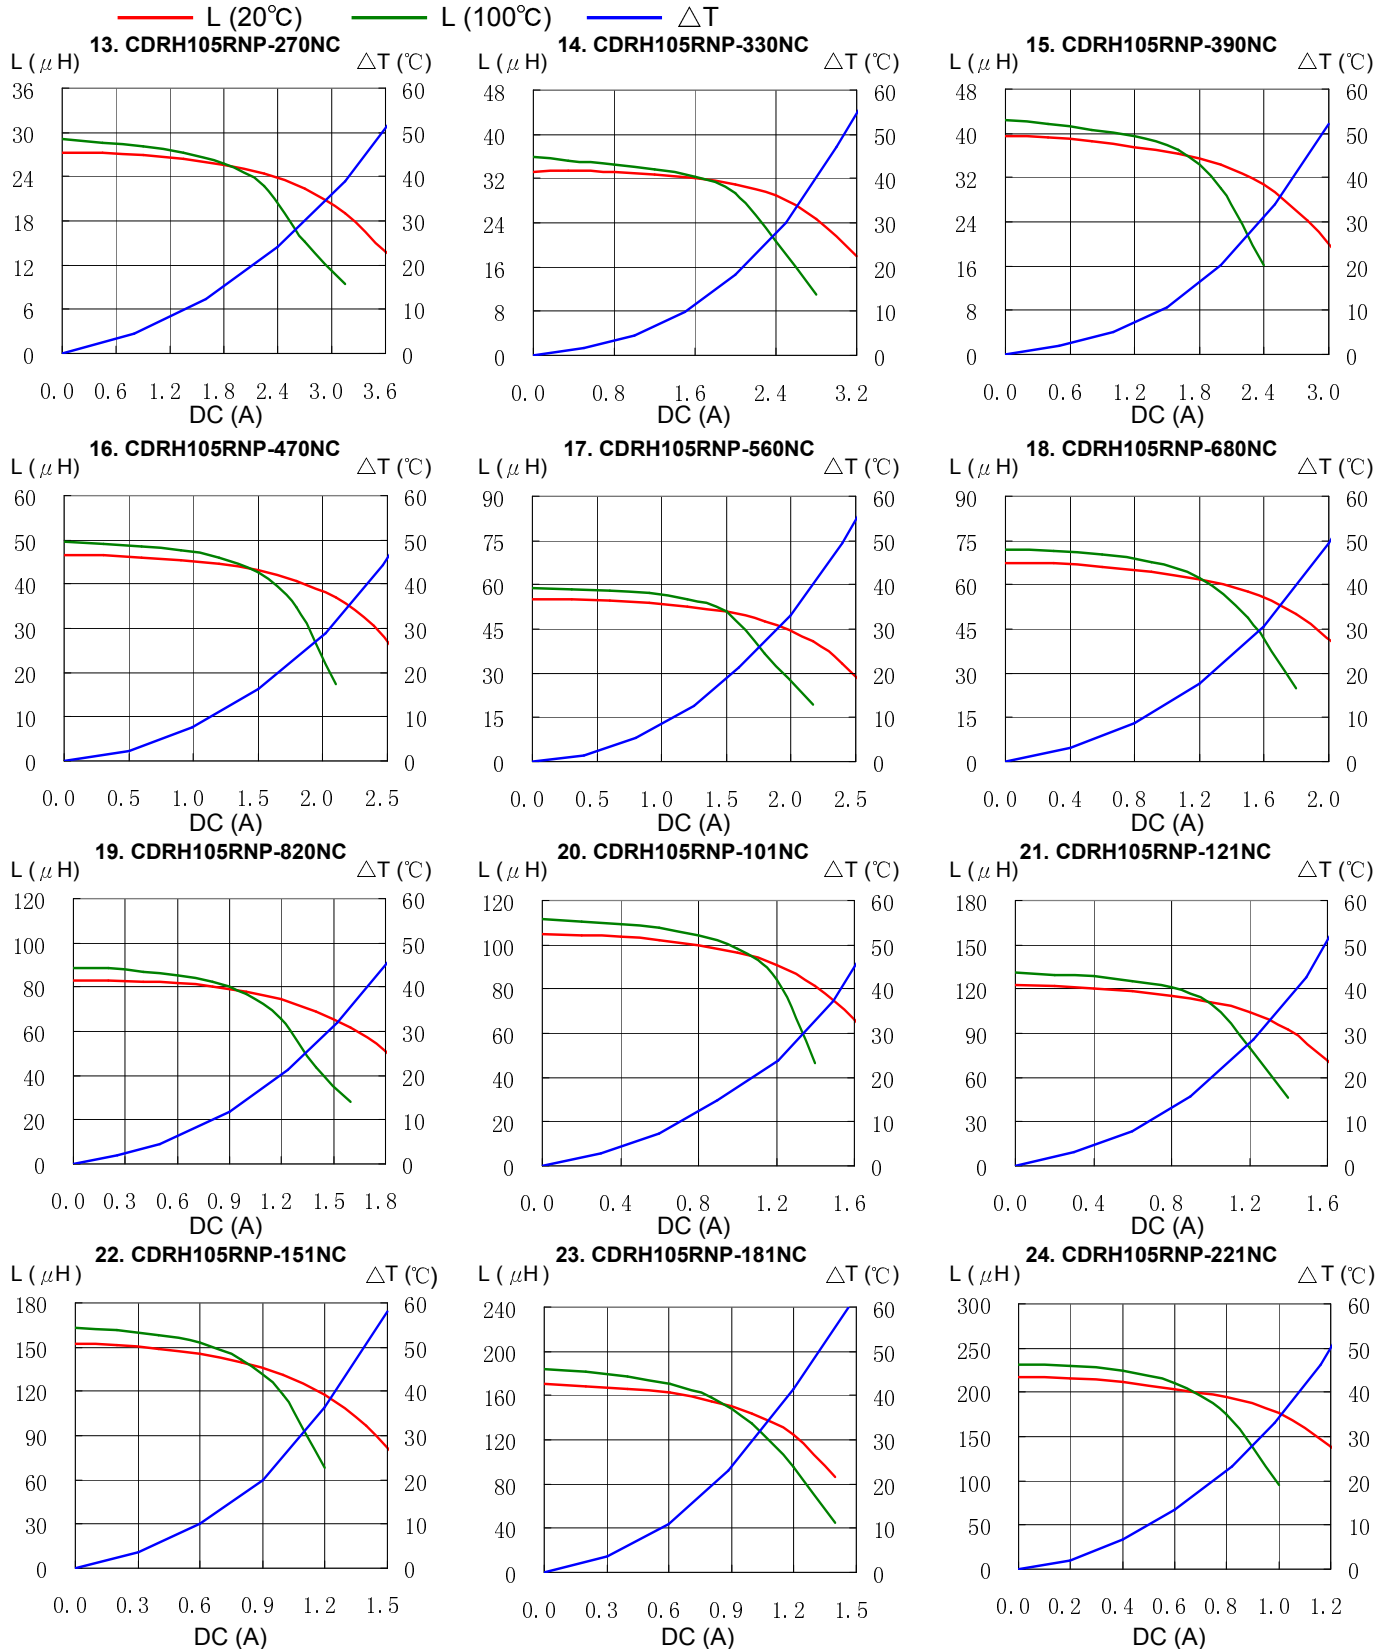 L (20℃) L (100℃) △T
13. CDRH105RNP-270NC 14. CDRH105RNP-330NC 15. CDRH105RNP-390NC
L ( μ H) △T (℃) L ( μ H) △T (℃) L ( μ H) △T (℃)
36 60 48 60 48 60
30 50 40 50 40 50
24 40 32 40 32 40
18 30 24 30 24 30
12 20 16 20 16 20
6 10 8 10 8 10
0 0 0 0 0 0
0.0 0.6 1.2 1.8 2.4 3.0 3.6 0.0 0.8 1.6 2.4 3.2 0.0 0.6 1.2 1.8 2.4 3.0
DC (A) DC (A) DC (A)
16. CDRH105RNP-470NC 17. CDRH105RNP-560NC 18. CDRH105RNP-680NC
L ( μ H) △T (℃) L ( μ H) △T (℃) L ( μ H) △T (℃)
60 60 90 60 90 60
50 50 75 50 75 50
40 40 60 40 60 40
30 30 45 30 45 30
20 20 30 20 30 20
10 10 15 10 15 10
0 0 0 0 0 0
0.0 0.5 1.0 1.5 2.0 2.5 0.0 0.5 1.0 1.5 2.0 2.5 0.0 0.4 0.8 1.2 1.6 2.0
DC (A) DC (A) DC (A)
19. CDRH105RNP-820NC 20. CDRH105RNP-101NC 21. CDRH105RNP-121NC
L ( μ H) △T (℃) L ( μ H) △T (℃) L ( μ H) △T (℃)
120 60 120 60 180 60
100 50 100 50 150 50
80 40 80 40 120 40
60 30 60 30 90 30
40 20 40 20 60 20
20 10 20 10 30 10
0 0 0 0 0 0
0.0 0.3 0.6 0.9 1.2 1.5 1.8 0.0 0.4 0.8 1.2 1.6 0.0 0.4 0.8 1.2 1.6
DC (A) DC (A) DC (A)
22. CDRH105RNP-151NC 23. CDRH105RNP-181NC 24. CDRH105RNP-221NC
L ( μH) △T (℃) L ( μH) △T (℃) L ( μH) △T (℃)
180 60 240 60 300 60
150 50 200 50 250 50
120 40 160 40 200 40
90 30 120 30 150 30
60 20 80 20 100 20
30 10 40 10 50 10
0 0 0 0 0 0
0.0 0.3 0.6 0.9 1.2 1.5 0.0 0.3 0.6 0.9 1.2 1.5 0.0 0.2 0.4 0.6 0.8 1.0 1.2
DC (A) DC (A) DC (A)